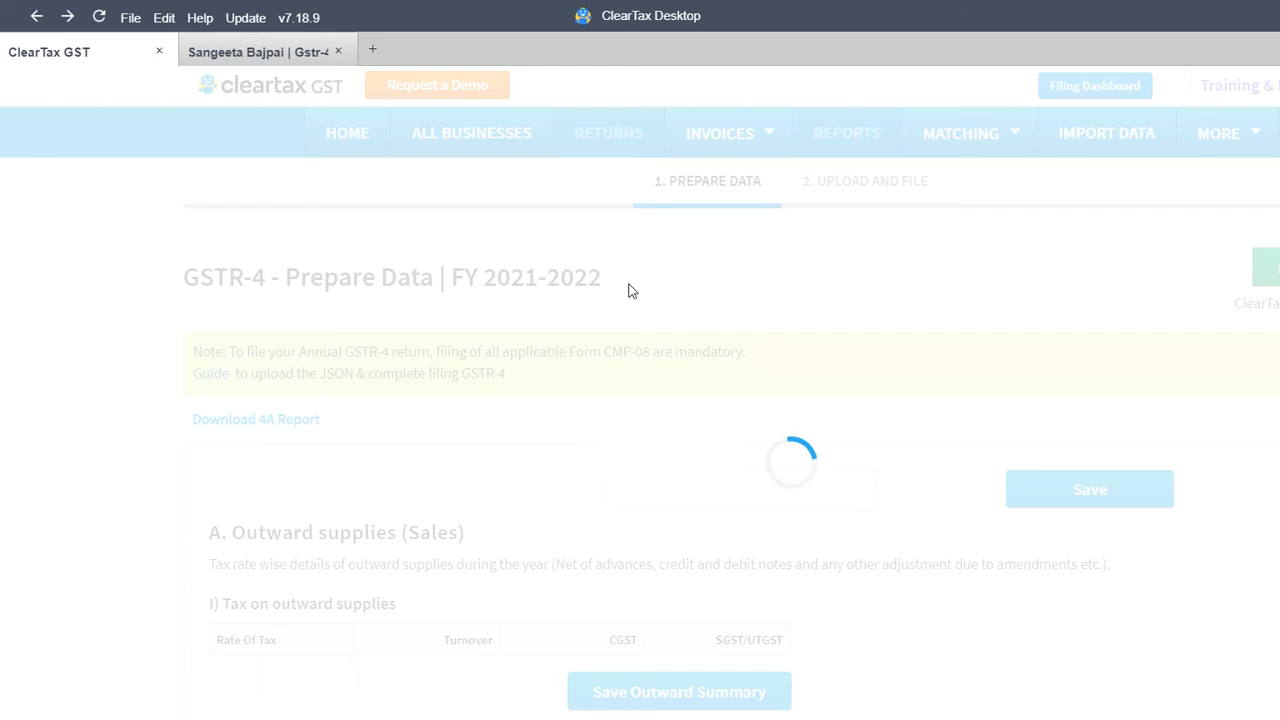 File Edit Help Update v7.18.9 ClearTax Desktop
ClearTax GST × Sangeeta Bajpai | Gstr-4 × +
cleartax GST Request a Demo Filing Dashboard Training &
HOME ALL BUSINESSES RETURNS INVOICES REPORTS MATCHING IMPORT DATA MORE
1. PREPARE DATA 2. UPLOAD AND FILE
GSTR-4 - Prepare Data | FY 2021-2022
ClearTa
Note: To file your Annual GSTR-4 return, filing of all applicable Form CMP-08 are mandatory.
Guide to upload the JSON & complete filing GSTR-4
Download 4A Report
Save
A. Outward supplies (Sales)
Tax rate wise details of outward supplies during the year (Net of advances, credit and debit notes and any other adjustment due to amendments etc.).
I) Tax on outward supplies
Rate Of Tax Turnover CGST SGST/UTGST
Save Outward Summary